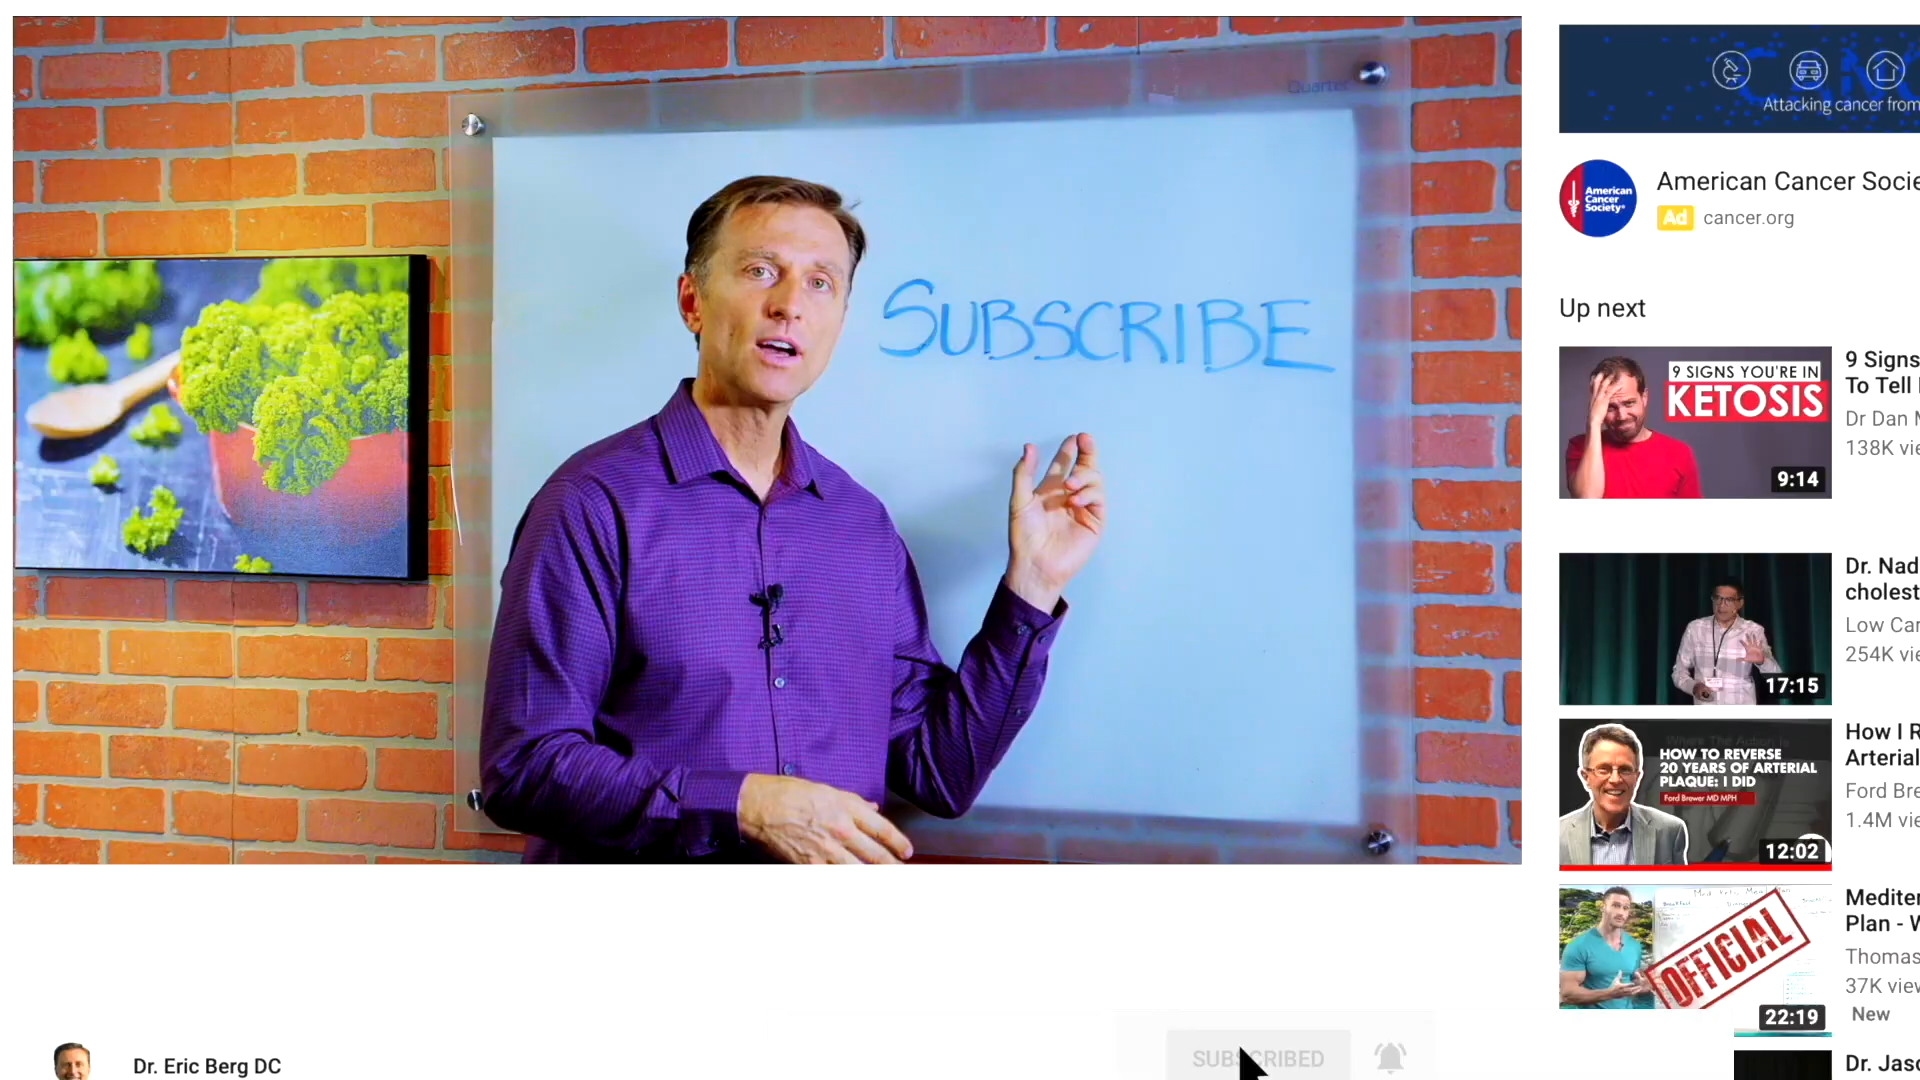 Quartet
SUBSCRIBE
Attacking cancer from
American
Cancer
Society
American Cancer Socie
Ad cancer.org
Up next
9 SIGNS YOU'RE IN
KETOSIS
9:14
9 Signs
To Tell
Dr Dan
138K vie
17:15
Dr. Nad
cholest
Low Car
254K vie
HOW TO REVERSE
20 YEARS OF ARTERIAL
PLAQUE: I DID
Ford Brewer MD MPH
12:02
How I R
Arterial
Ford Bre
1.4M vie
OFFICIAL
22:19
Mediter
Plan - W
Thomas
37K view
New
Dr. Eric Berg DC
SUBSCRIBED
Dr. Jaso